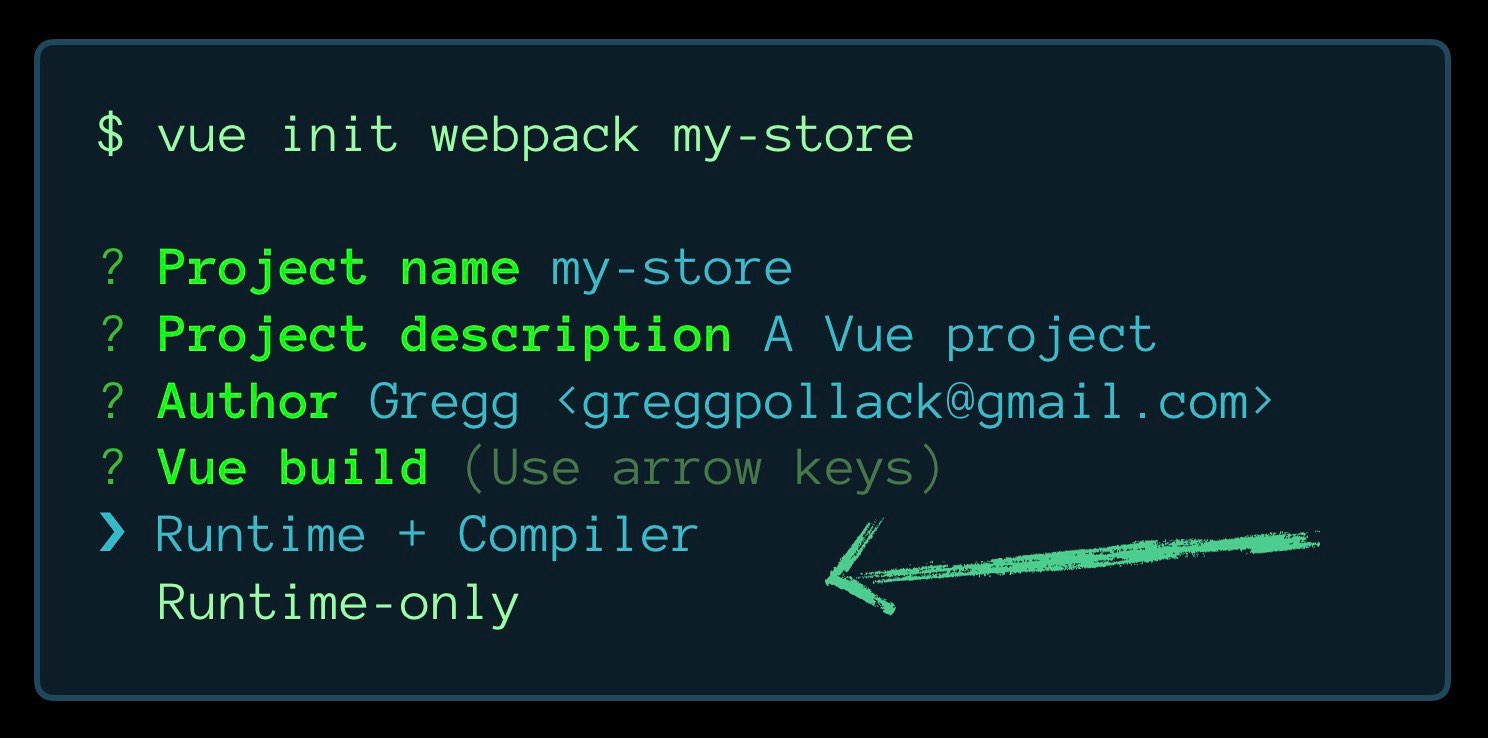 $ vue init webpack my-store
? Project name my-store
? Project description A Vue project
? Author Gregg <greggpollack@gmail.com>
? Vue build (Use arrow keys)
❯ Runtime + Compiler
Runtime-only